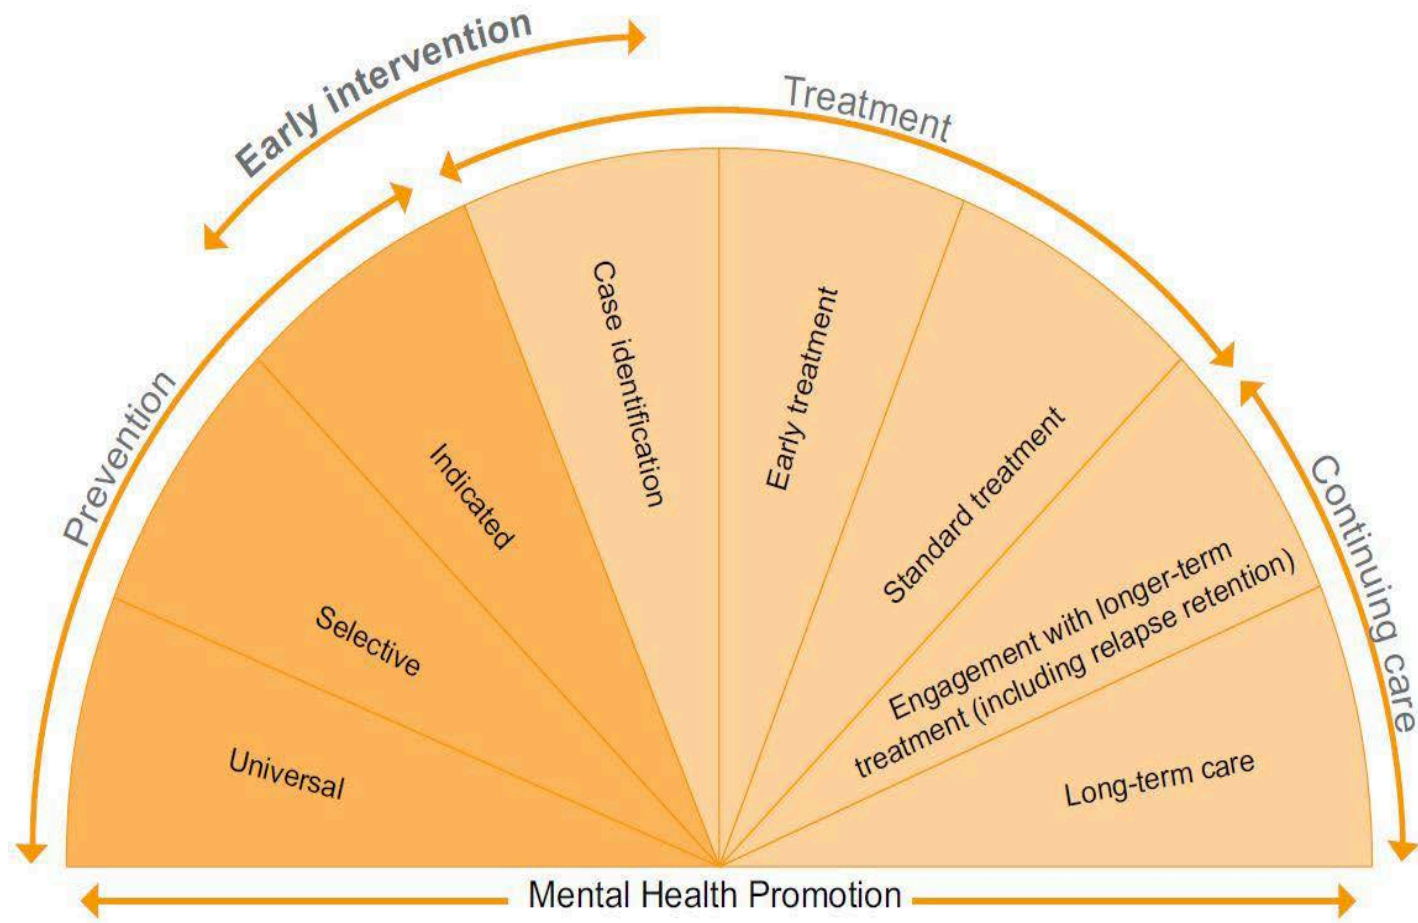 Early intervention
Treatment
Prevention
Continuing care
Universal
Selective
Indicated
Case identification
Early treatment
Standard treatment
Engagement with longer-term
treatment (including relapse retention)
Long-term care
Mental Health Promotion